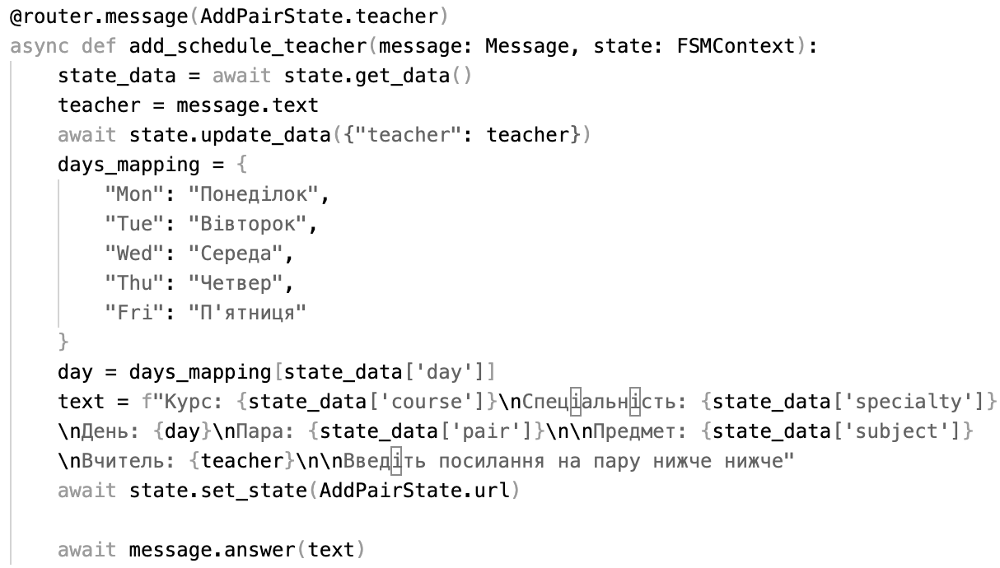 @router.message(AddPairState.teacher)
async def add_schedule_teacher(message: Message, state: FSMContext):
    state_data = await state.get_data()
    teacher = message.text
    await state.update_data({"teacher": teacher})
    days_mapping = {
        "Mon": "Понеділок",
        "Tue": "Вівторок",
        "Wed": "Середа",
        "Thu": "Четвер",
        "Fri": "П'ятниця"
    }
    day = days_mapping[state_data['day']]
    text = f"Курс: {state_data['course']}\nСпеціальність: {state_data['specialty']}
    \nДень: {day}\nПара: {state_data['pair']}\n\nПредмет: {state_data['subject']}
    \nВчитель: {teacher}\n\nВведіть посилання на пару нижче нижче"
    await state.set_state(AddPairState.url)

    await message.answer(text)